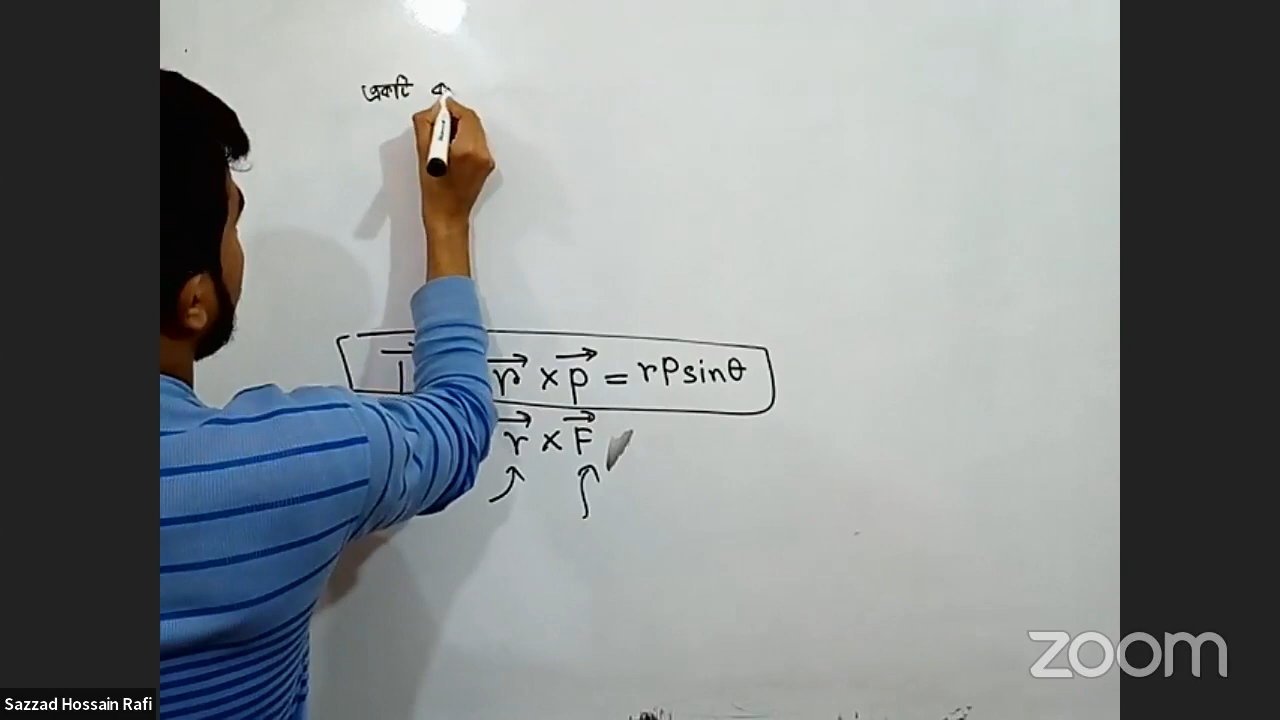 একটি
r⃗ × p⃗ = rPsinθ
r⃗ × F⃗
zoom
Sazzad Hossain Rafi